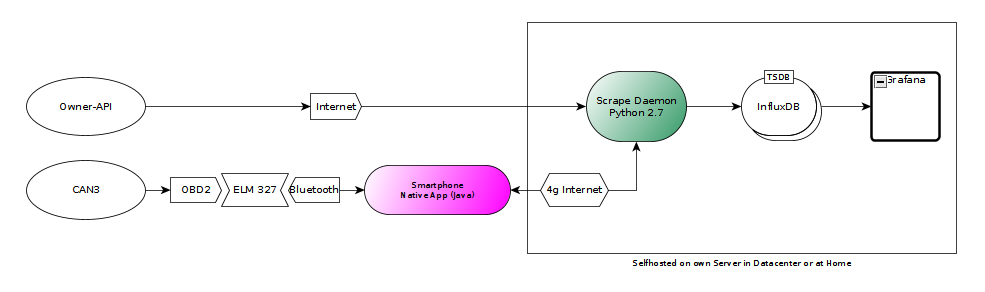 Owner-API
Internet
Scrape Daemon
Python 2.7
TSDB
InfluxDB
Grafana
CAN3
OBD2
ELM 327
Bluetooth
Smartphone
Native App (Java)
4g Internet
Selfhosted on own Server in Datacenter or at Home